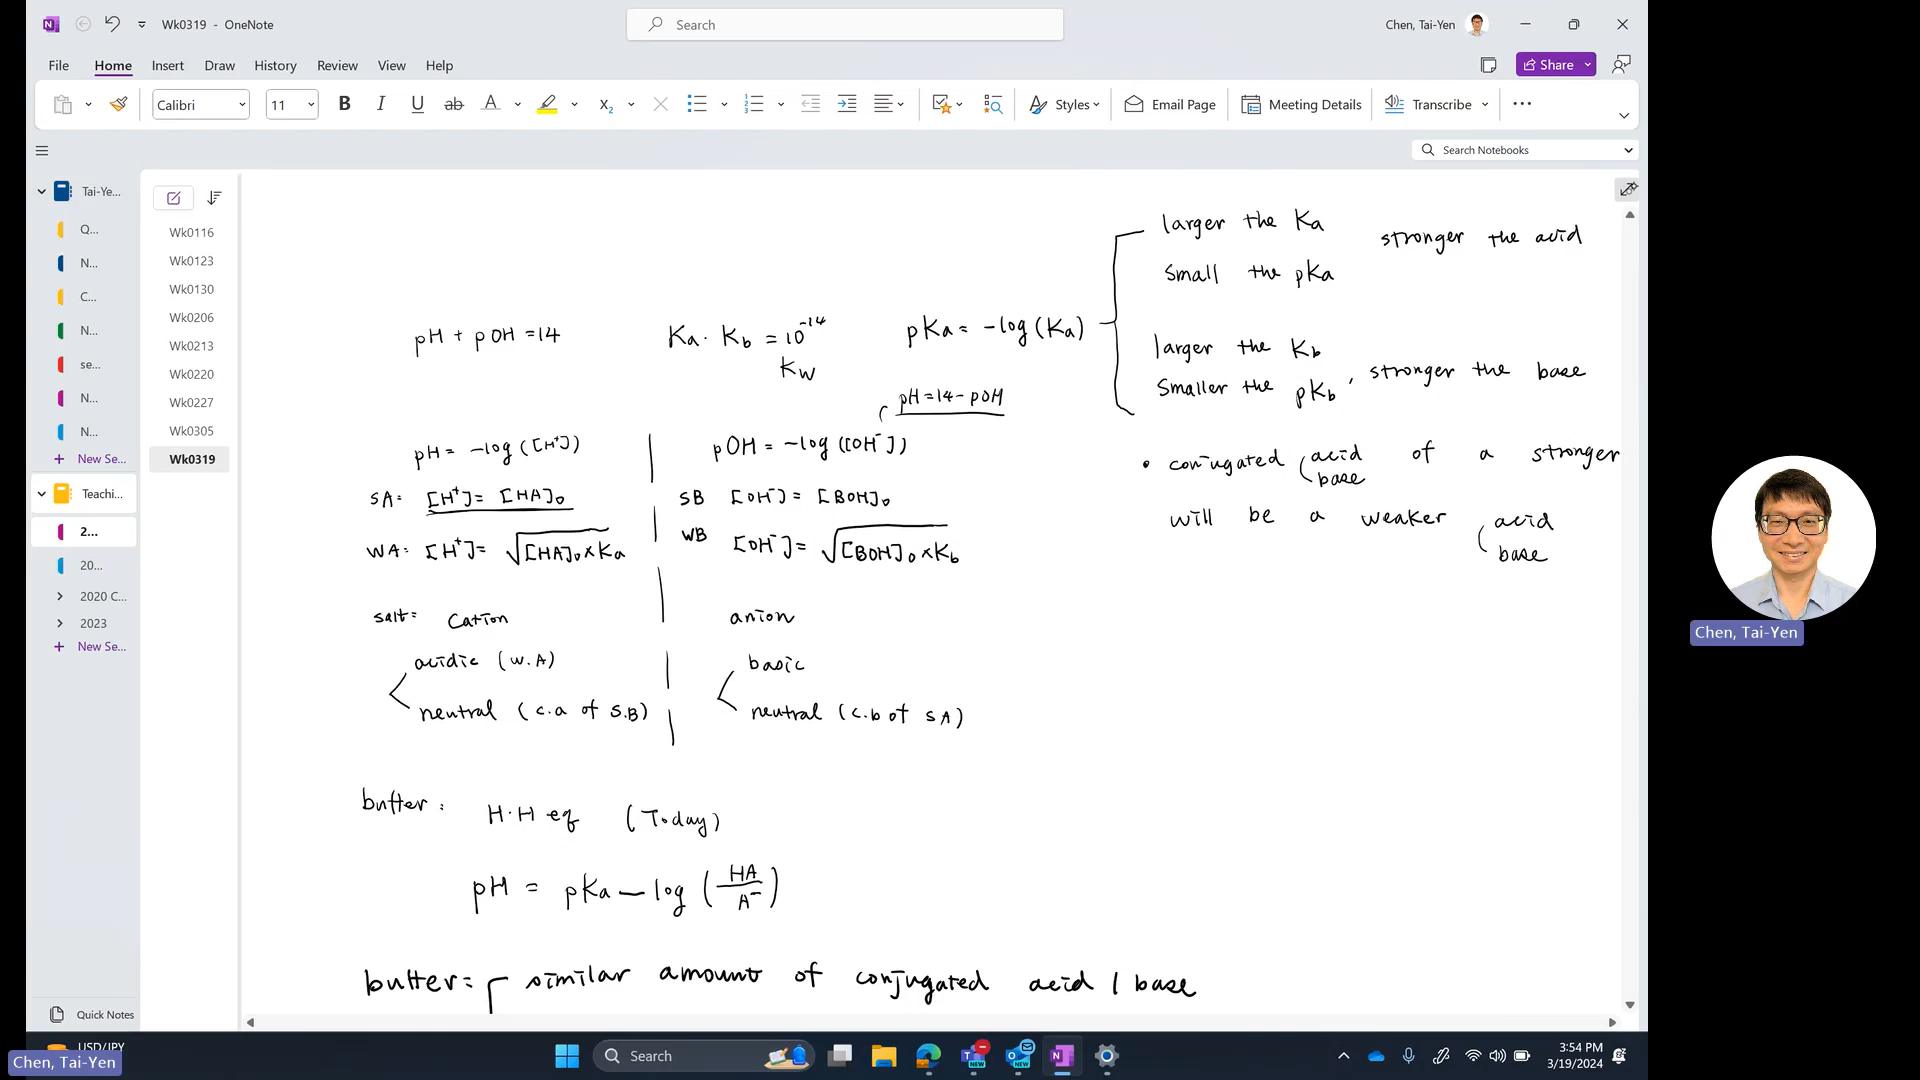 Wk0319 - OneNote
Search
Chen, Tai-Yen
File Home Insert Draw History Review View Help
Share
Calibri 11 B I U ab A x₂ Styles Email Page Meeting Details Transcribe
Search Notebooks
Tai-Ye...
Q...
N...
C...
N...
se...
N...
N...
+ New Se...
Teachi...
2...
20...
2020 C...
2023
+ New Se...
Quick Notes
Wk0116
Wk0123
Wk0130
Wk0206
Wk0213
Wk0220
Wk0227
Wk0305
Wk0319
larger the Ka
stronger the acid
Small the pKa
pH + pOH = 14
Ka · Kb = 10⁻¹⁴
Kw
pKa = -log(Ka)
larger the Kb
Smaller the pKb, stronger the base
pH = 14 - pOH
pH = -log([H⁺])
pOH = -log([OH⁻])
• conjugated (acid base of a stronger
will be a weaker (acid base
SA: [H⁺] = [HA]₀
SB [OH⁻] = [BOH]₀
WA: [H⁺] = √[HA]₀×Ka
WB [OH⁻] = √[BOH]₀×Kb
salt: Cation
anion
acidic (w.A)
basic
neutral (c.a of S.B)
neutral (c.b of SA)
buffer:
H·H eq (Today)
pH = pKa - log (HA/A⁻)
buffer: similar amount of conjugated acid / base
Chen, Tai-Yen
USD/JPY
Chen, Tai-Yen
Search
NEW
NEW
3:54 PM
3/19/2024